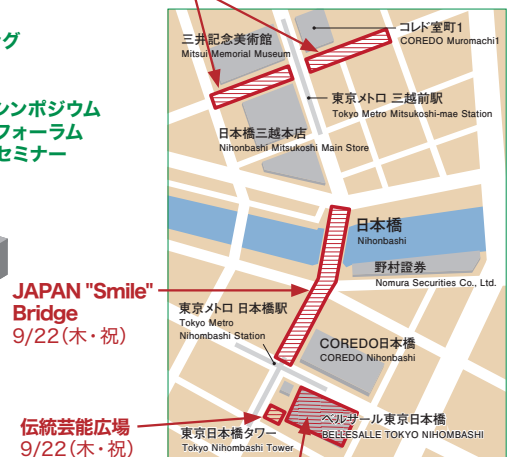 グ
シンポジウム
フォーラム
セミナー
三井記念美術館
Mitsui Memorial Museum
コレド室町1
COREDO Muromachi1
東京メトロ 三越前駅
Tokyo Metro Mitsukoshi-mae Station
日本橋三越本店
Nihonbashi Mitsukoshi Main Store
日本橋
Nihonbashi
野村證券
Nomura Securities Co., Ltd.
JAPAN "Smile"
Bridge
9/22(木・祝)
東京メトロ 日本橋駅
Tokyo Metro
Nihombashi Station
COREDO日本橋
COREDO Nihonbashi
伝統芸能広場
9/22(木・祝)
東京日本橋タワー
Tokyo Nihombashi Tower
ベルサール東京日本橋
BELLESALLE TOKYO NIHOMBASHI